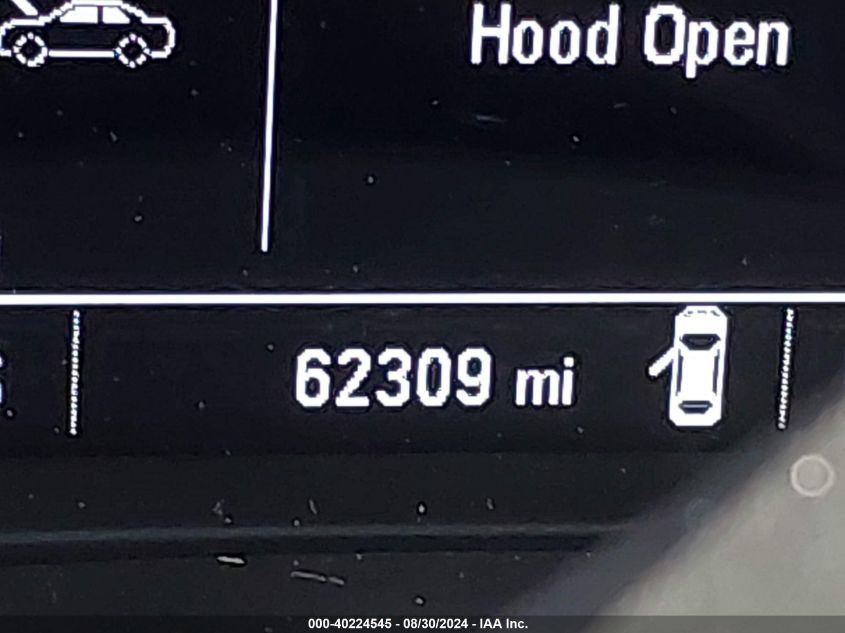 Hood Open
62309 mi
000-40224545 - 08/30/2024 - IAA Inc.